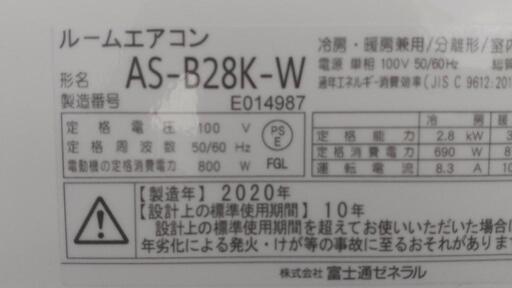 ルームエアコン
冷房・暖房兼用/分離形/室内
形名 AS-B28K-W
電源 単相 100V 50/60Hz 総質
製造番号 E014987
通年エネルギー消費効率(JIS C 9612:201
定格電圧 100 V
定格周波数 50/60 Hz
電動機の定格消費電力 800 W
PSE
FGL
冷房
定格能力 2.8 kW 3
定格消費電力 690 W 8
運転電流 8.3 A 10
【製造年】2020年
【設計上の標準使用期間】10年
設計上の標準使用期間を超えてお使いいただいた場合に
年劣化による発火・けが等の事故に至るおそれがあり
株式会社 富士通ゼネラル